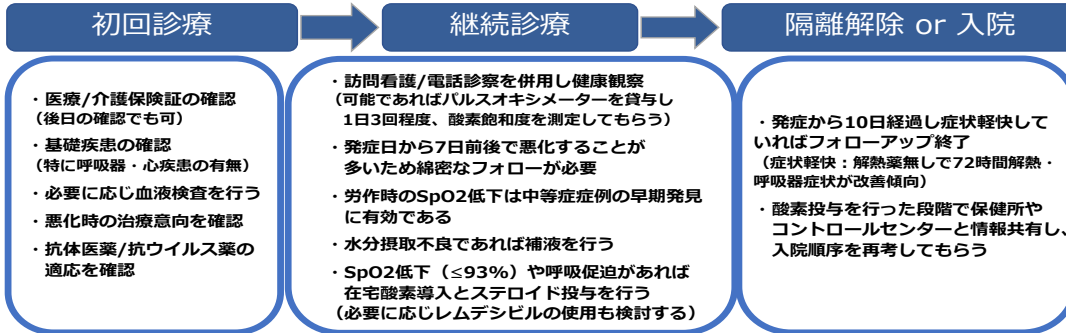 初回診療
継続診療
隔離解除 or 入院
・医療/介護保険証の確認
（後日の確認でも可）
・基礎疾患の確認
（特に呼吸器・心疾患の有無）
・必要に応じ血液検査を行う
・悪化時の治療意向を確認
・抗体医薬/抗ウイルス薬の
適応を確認
・訪問看護/電話診察を併用し健康観察
（可能であればパルスオキシメーターを貸与し
1日3回程度、酸素飽和度を測定してもらう）
・発症日から7日前後で悪化することが
多いため綿密なフォローが必要
・労作時のSpO2低下は中等症症例の早期発見
に有効である
・水分摂取不良であれば補液を行う
・SpO2低下（≤93%）や呼吸促迫があれば
在宅酸素導入とステロイド投与を行う
（必要に応じレムデシビルの使用も検討する）
・発症から10日経過し症状軽快して
いればフォローアップ終了
（症状軽快：解熱薬無しで72時間解熱・
呼吸器症状が改善傾向）
・酸素投与を行った段階で保健所や
コントロールセンターと情報共有し、
入院順序を再考してもらう